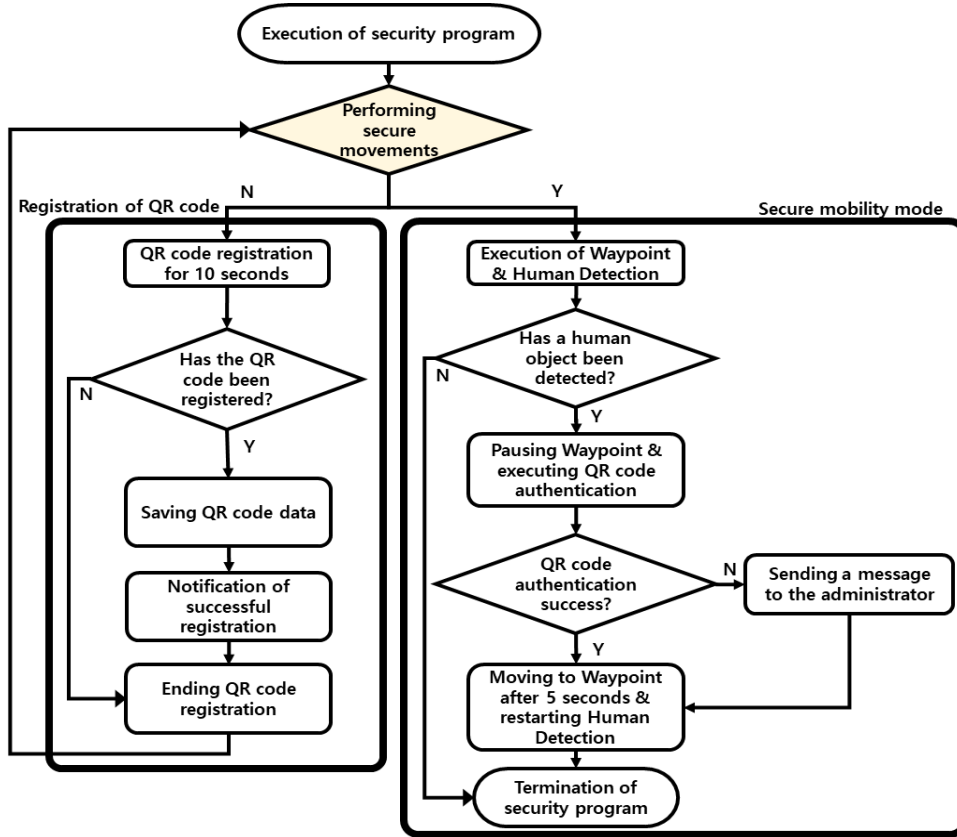 Execution of security program
Performing
secure
movements
N
Y
Registration of QR code
Secure mobility mode
QR code registration
for 10 seconds
Execution of Waypoint
& Human Detection
Has the QR
code been
registered?
N
Y
Has a human
object been
detected?
N
Y
Saving QR code data
Pausing Waypoint &
executing QR code
authentication
Notification of
successful
registration
QR code
authentication
success?
N
Sending a message
to the administrator
Y
Ending QR code
registration
Moving to Waypoint
after 5 seconds &
restarting Human
Detection
Termination of
security program